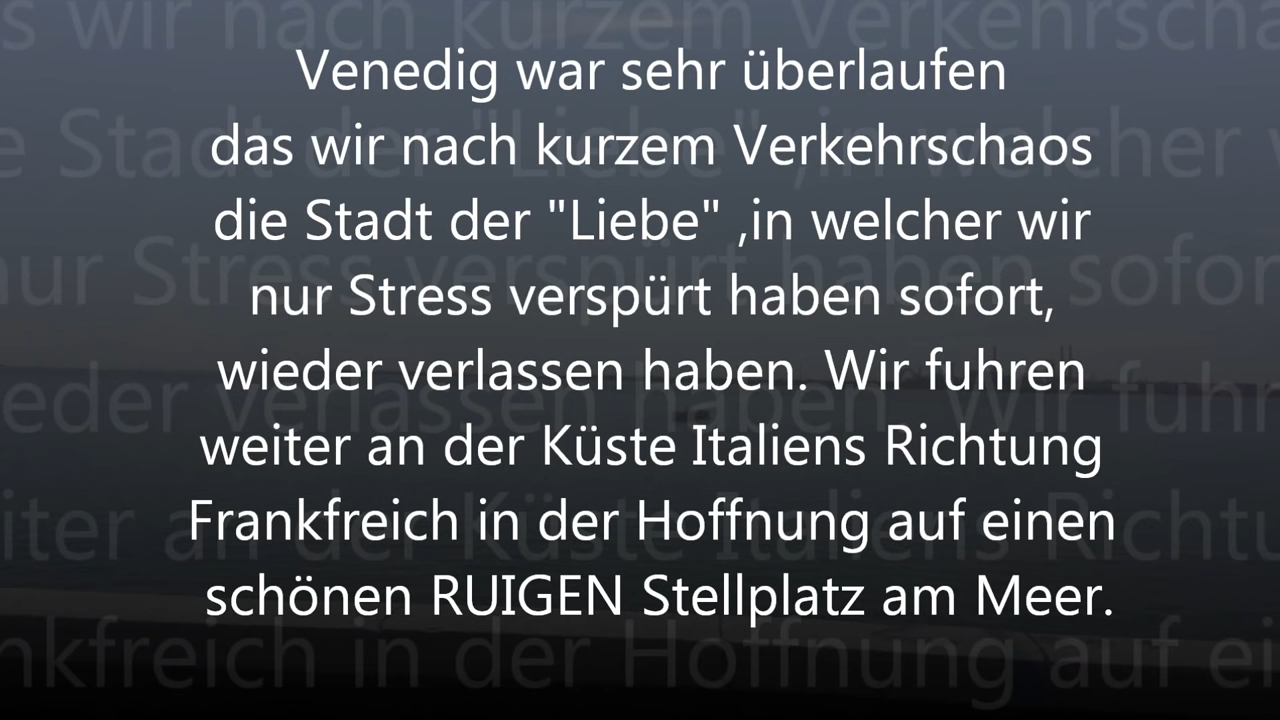 Venedig war sehr überlaufen
das wir nach kurzem Verkehrschaos
die Stadt der "Liebe" ,in welcher wir
nur Stress verspürt haben sofort,
wieder verlassen haben. Wir fuhren
weiter an der Küste Italiens Richtung
Frankfreich in der Hoffnung auf einen
schönen RUIGEN Stellplatz am Meer.